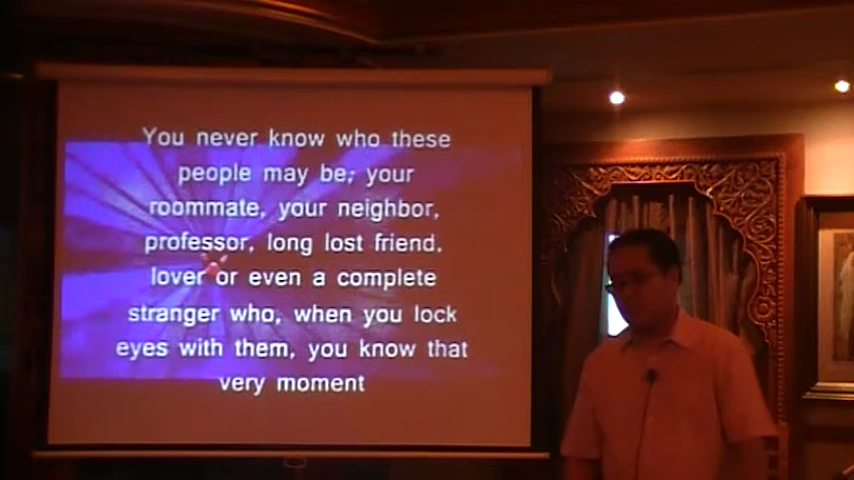 You never know who these
people may be; your
roommate, your neighbor,
professor, long lost friend,
lover or even a complete
stranger who, when you lock
eyes with them, you know that
very moment